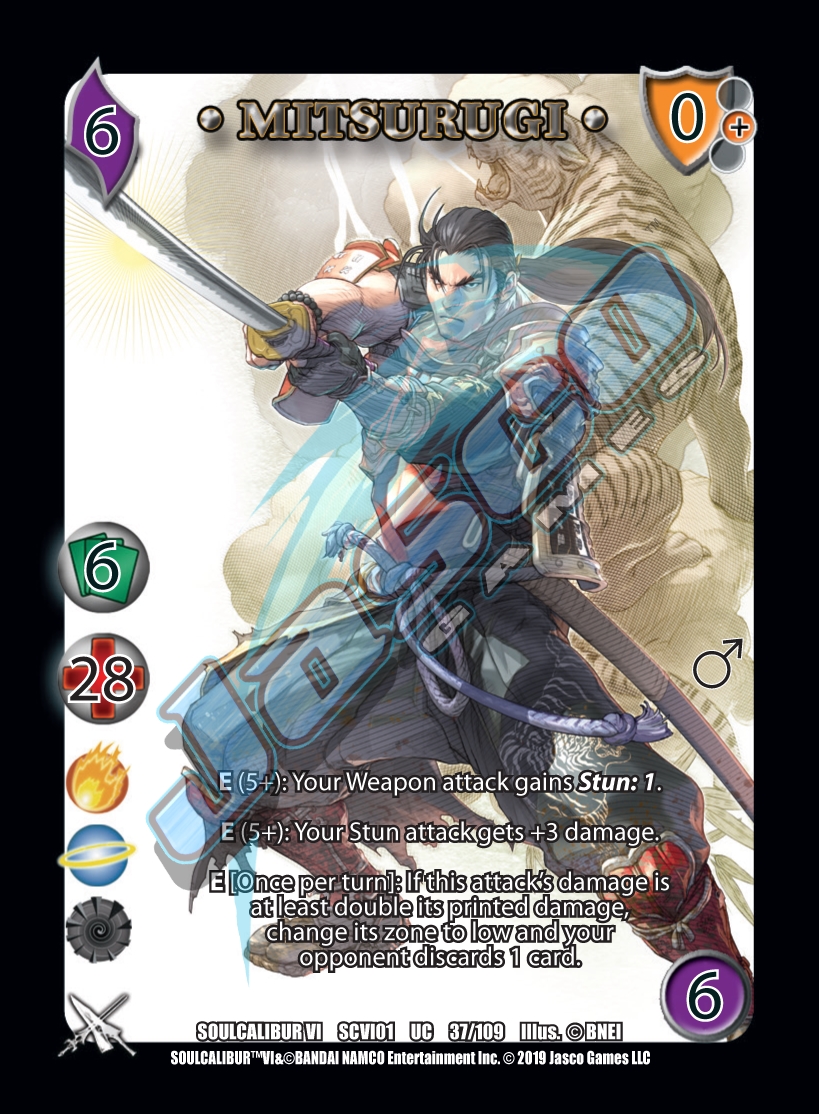 6
• MITSURUGI •
0
+
JASCO
GAMES
6
28
♂
E (5+): Your Weapon attack gains Stun: 1.
E (5+): Your Stun attack gets +3 damage.
E [Once per turn]: If this attack's damage is
at least double its printed damage,
change its zone to low and your
opponent discards 1 card.
6
SOULCALIBUR VI SCVI01 UC 37/109 Illus. © BNEI
SOULCALIBUR™VI&©BANDAI NAMCO Entertainment Inc. © 2019 Jasco Games LLC